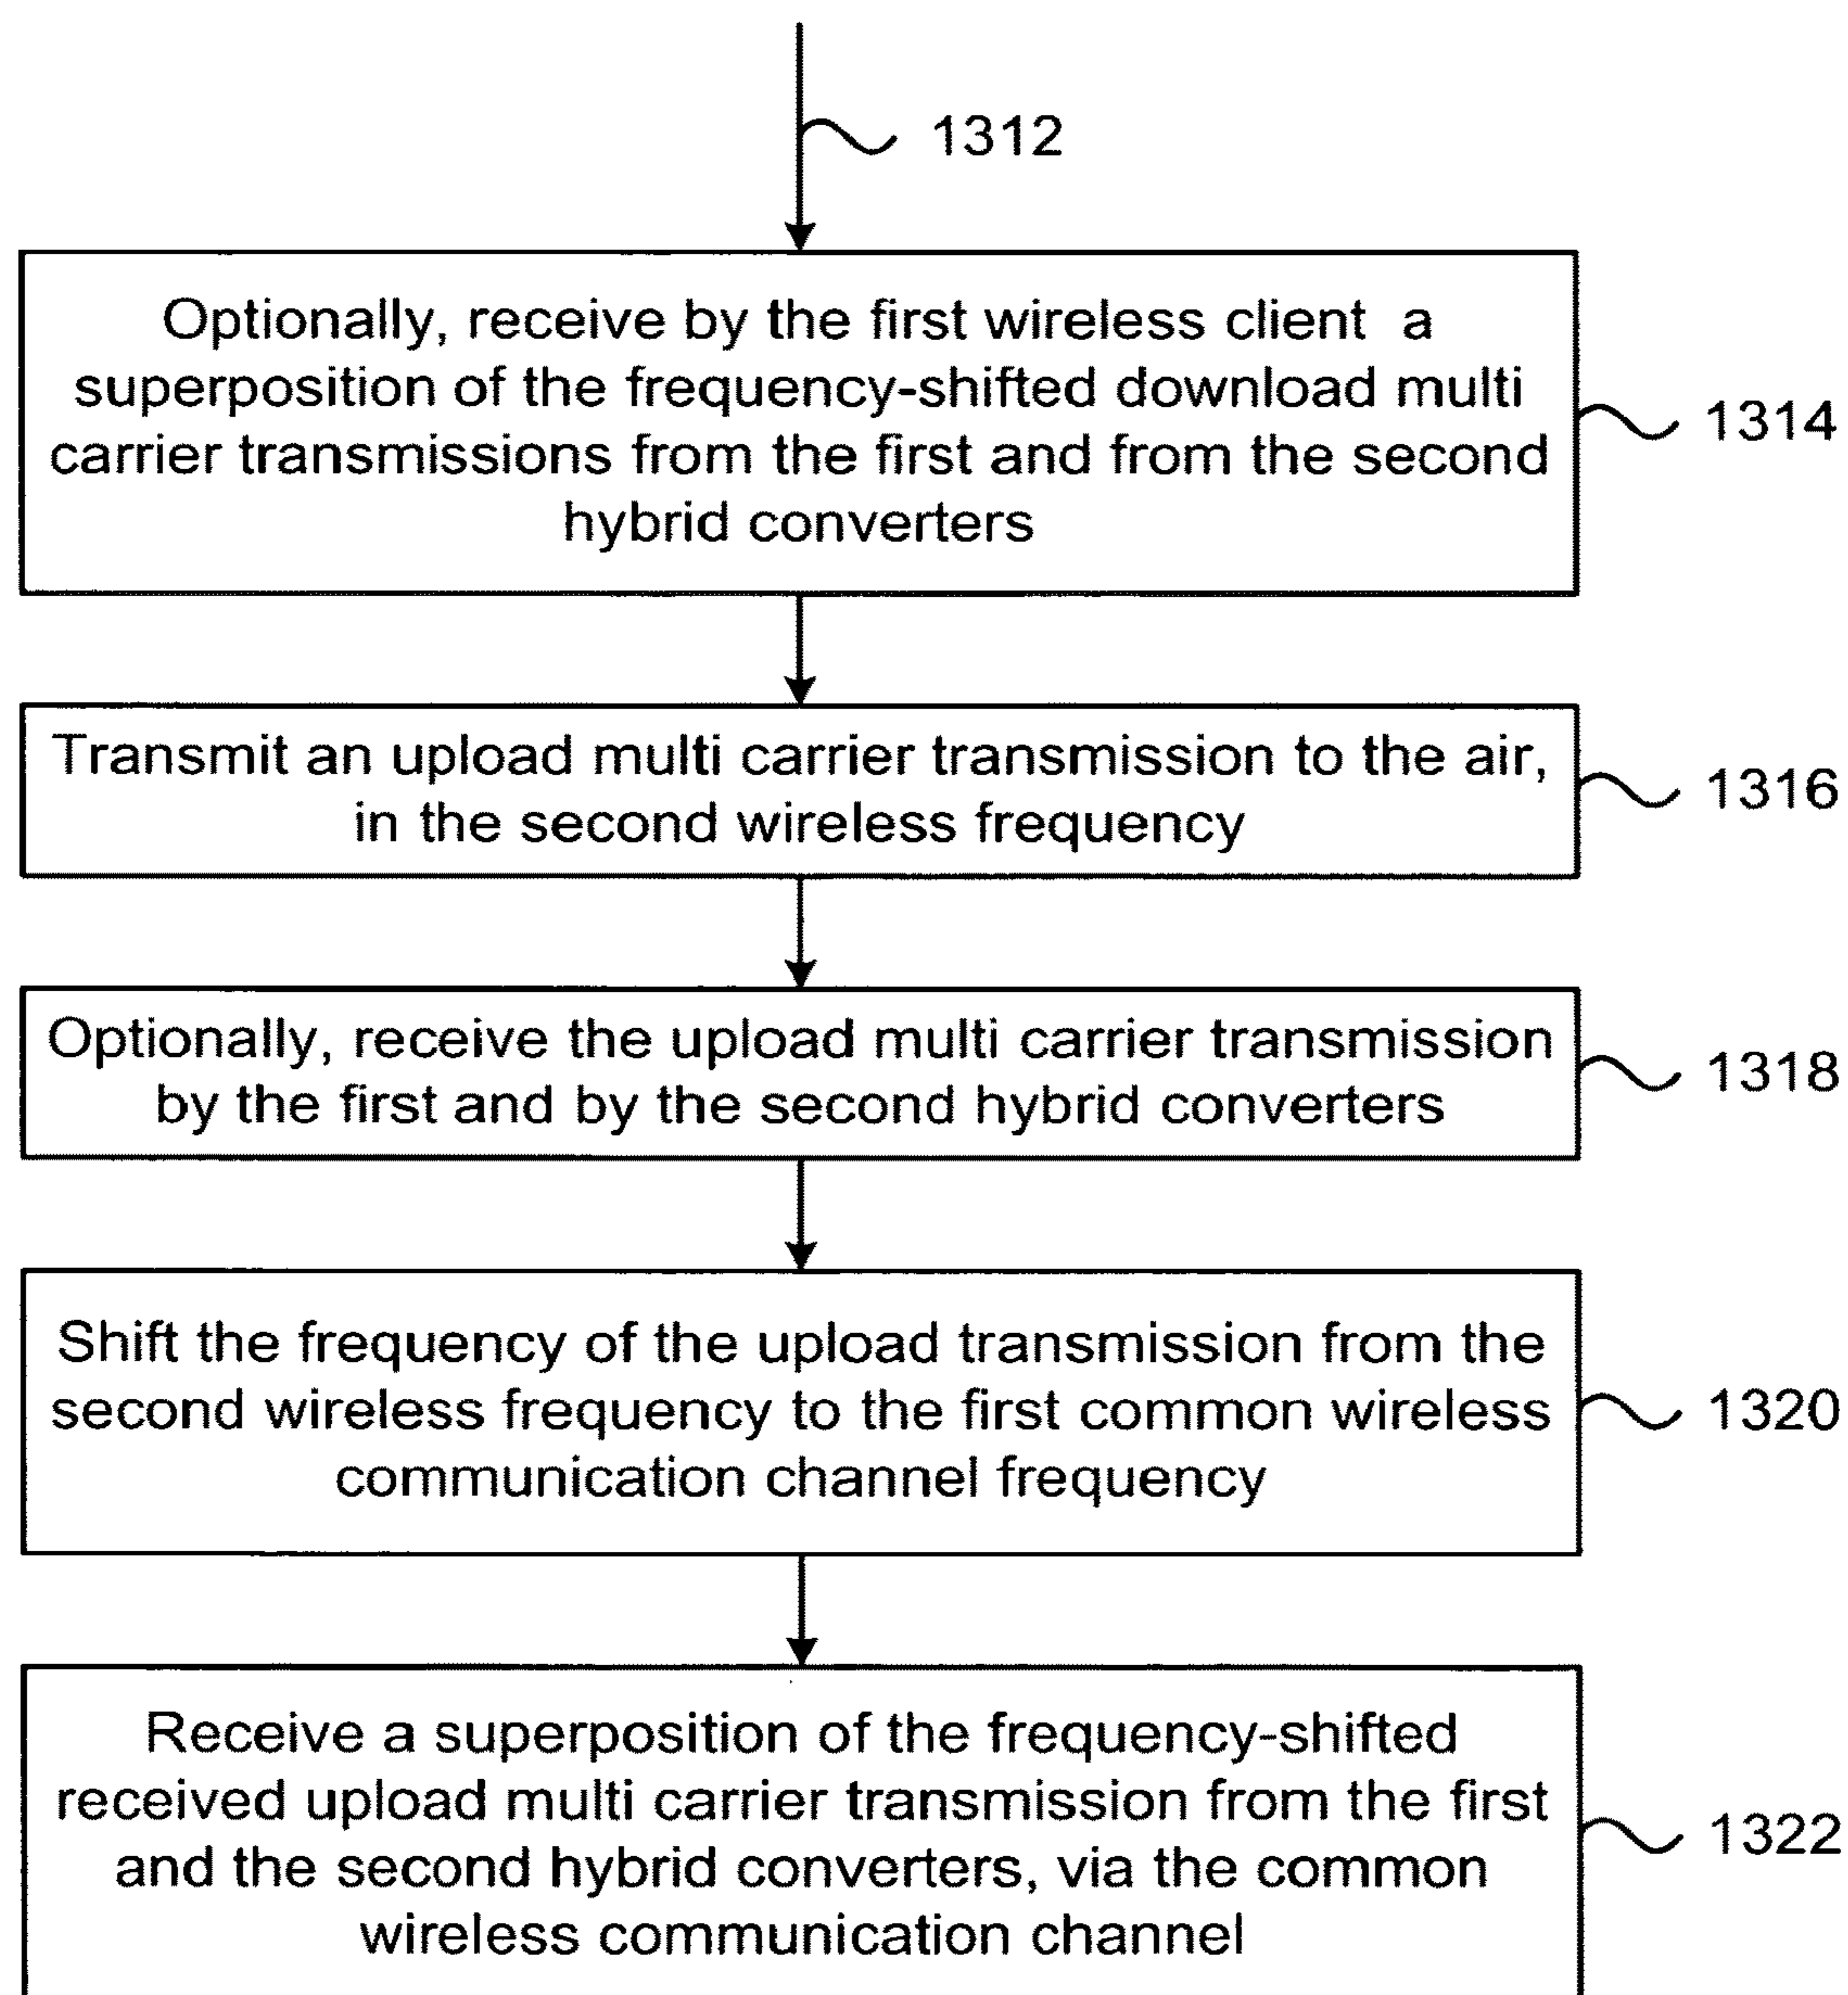 1312
Optionally, receive by the first wireless client a
superposition of the frequency-shifted download multi
carrier transmissions from the first and from the second
hybrid converters
1314
Transmit an upload multi carrier transmission to the air,
in the second wireless frequency
1316
Optionally, receive the upload multi carrier transmission
by the first and by the second hybrid converters
1318
Shift the frequency of the upload transmission from the
second wireless frequency to the first common wireless
communication channel frequency
1320
Receive a superposition of the frequency-shifted
received upload multi carrier transmission from the first
and the second hybrid converters, via the common
wireless communication channel
1322